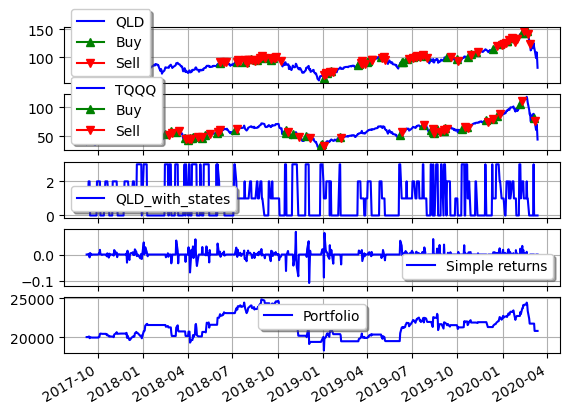 150
100
QLD
Buy
Sell
100
50
TQQQ
Buy
Sell
2
0
QLD_with_states
0.0
−0.1
Simple returns
25000
20000
Portfolio
2017-10
2018-01
2018-04
2018-07
2018-10
2019-01
2019-04
2019-07
2019-10
2020-01
2020-04